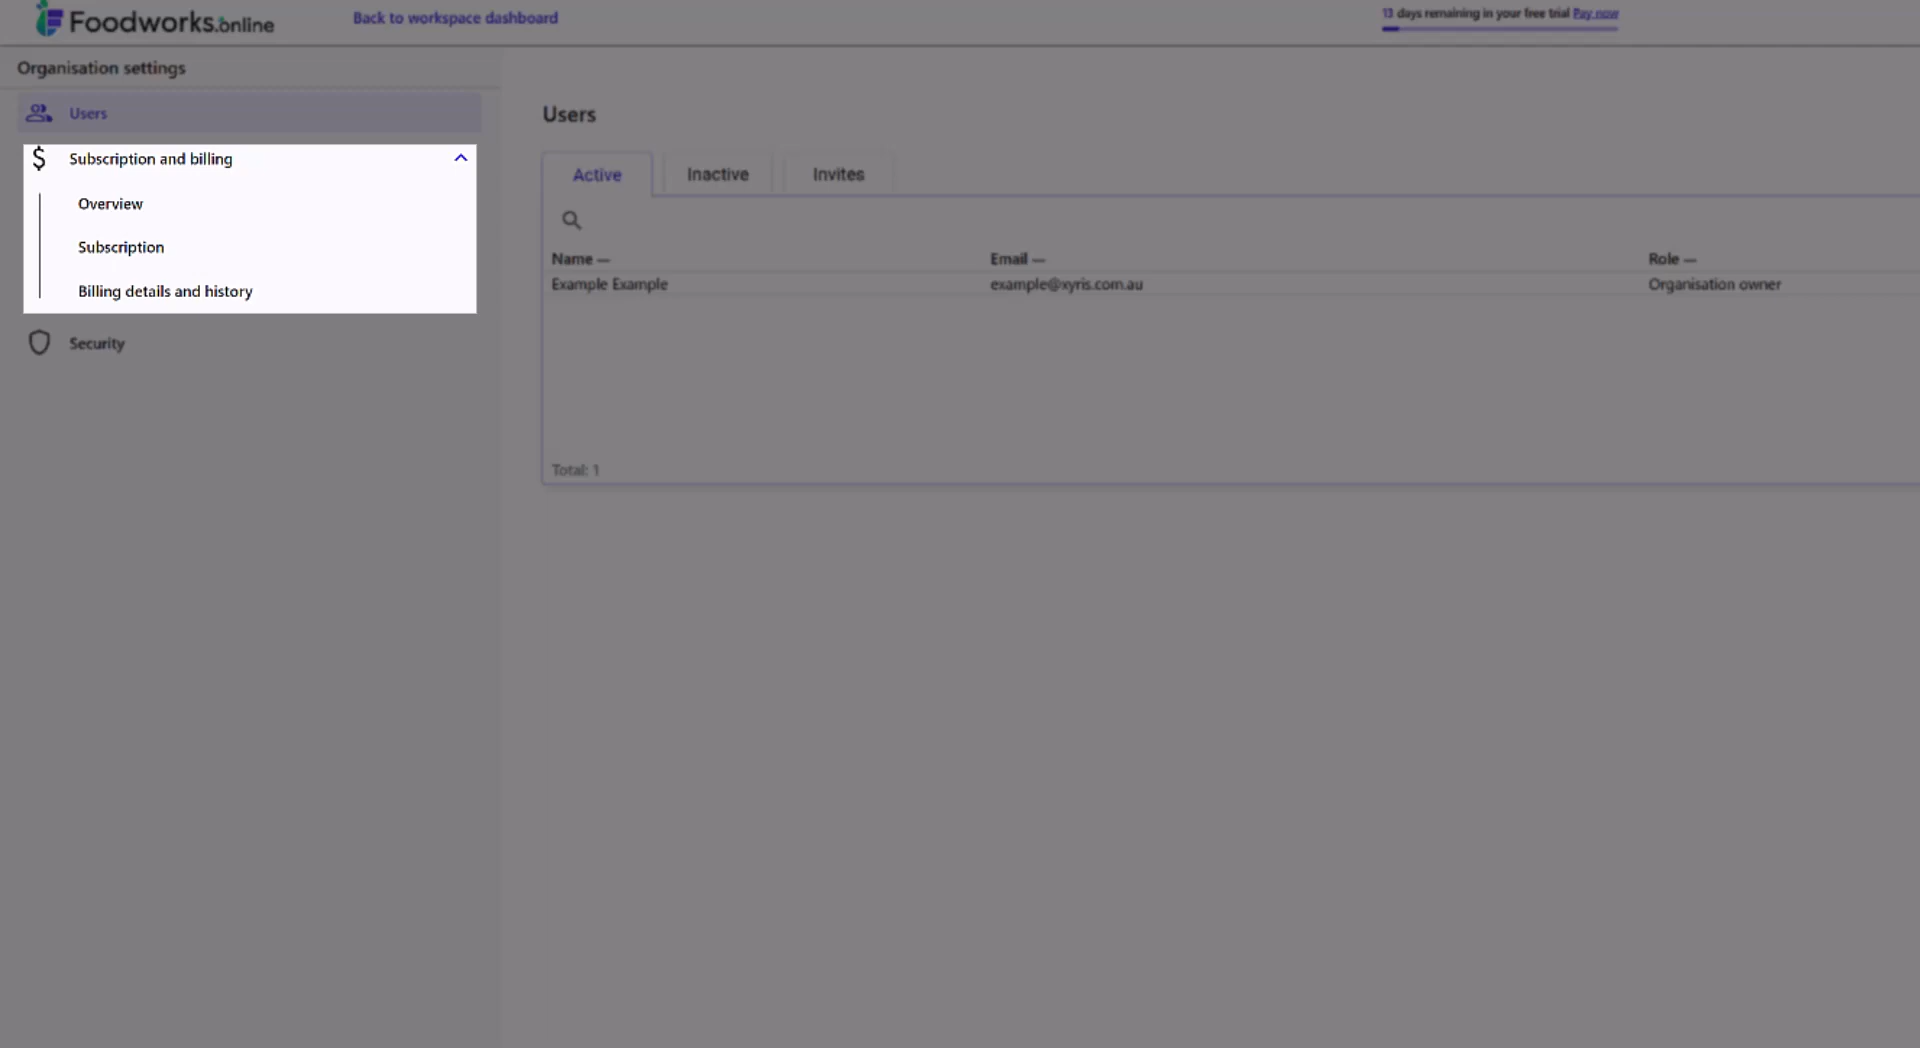 Foodworks.online
Back to workspace dashboard
13 days remaining in your free trial Pay now
Organisation settings
Users
Subscription and billing
Overview
Subscription
Billing details and history
Security
Users
Active
Inactive
Invites
Name —
Email —
Role —
Example Example
example@xyris.com.au
Organisation owner
Total: 1